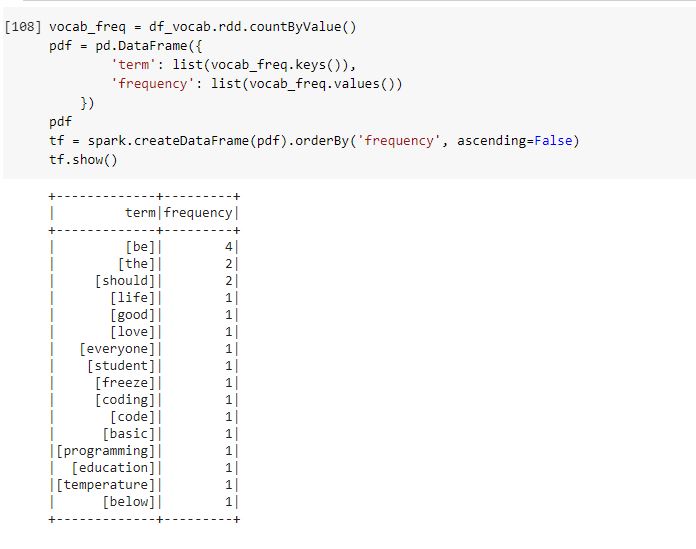 [108] vocab_freq = df_vocab.rdd.countByValue()
pdf = pd.DataFrame({
        'term': list(vocab_freq.keys()),
        'frequency': list(vocab_freq.values())
    })
pdf
tf = spark.createDataFrame(pdf).orderBy('frequency', ascending=False)
tf.show()
+-------------+---------+
|         term|frequency|
+-------------+---------+
|         [be]|        4|
|        [the]|        2|
|     [should]|        2|
|       [life]|        1|
|       [good]|        1|
|       [love]|        1|
|   [everyone]|        1|
|    [student]|        1|
|     [freeze]|        1|
|     [coding]|        1|
|       [code]|        1|
|      [basic]|        1|
|[programming]|        1|
|  [education]|        1|
|[temperature]|        1|
|      [below]|        1|
+-------------+---------+